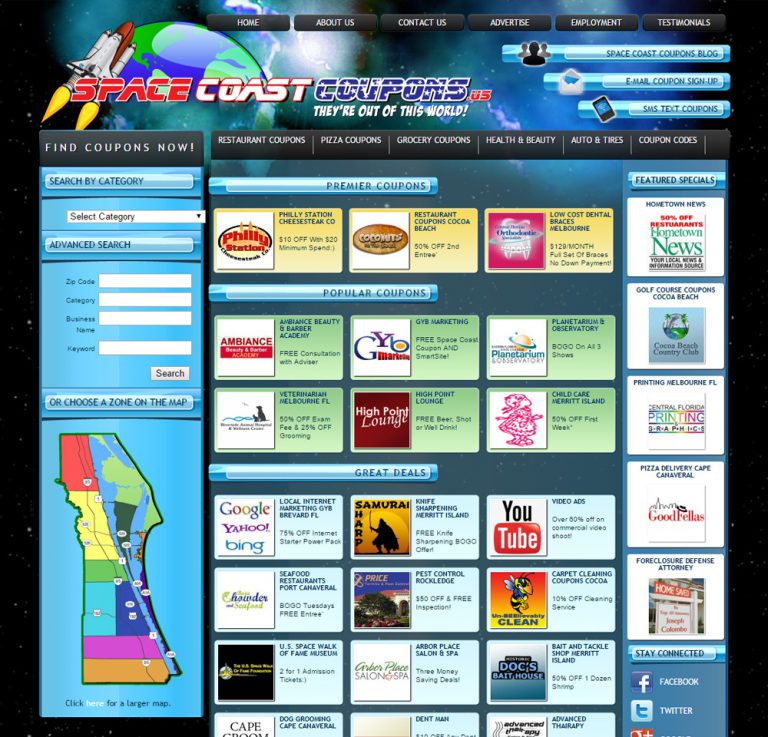 HOME
ABOUT US
CONTACT US
ADVERTISE
EMPLOYMENT
TESTIMONIALS
SPACE COAST COUPONS.US
THEY'RE OUT OF THIS WORLD!
SPACE COAST COUPONS BLOG
E-MAIL COUPON SIGN-UP
SMS TEXT COUPONS
FIND COUPONS NOW!
RESTAURANT COUPONS
PIZZA COUPONS
GROCERY COUPONS
HEALTH & BEAUTY
AUTO & TIRES
COUPON CODES
SEARCH BY CATEGORY
Select Category
ADVANCED SEARCH
Zip Code
Category
Business
Name
Keyword
Search
OR CHOOSE A ZONE ON THE MAP
Click here for a larger map.
PREMIER COUPONS
Philly
Station
Cheesesteak Co.
PHILLY STATION
CHEESESTEAK CO
$10 OFF With $20
Minimum Spend:)
COCONUTS
RESTAURANT
COUPONS COCOA
BEACH
50% OFF 2nd
Entree'
Orthodontic
LOW COST DENTAL
BRACES
MELBOURNE
$129/MONTH
Full Set Of Braces
No Down Payment!
POPULAR COUPONS
AMBIANCE
Beauty & Barber
ACADEMY
AMBIANCE BEAUTY
& BARBER
ACADEMY
FREE Consultation
with Adviser
GYB
Marketing
GYB MARKETING
FREE Space Coast
Coupon AND
SmartSite!
Planetarium
& OBSERVATORY
PLANETARIUM &
OBSERVATORY
BOGO On All 3
Shows
Riverside Animal Hospital
& Wellness Center
VETERINARIAN
MELBOURNE FL
50% OFF Exam
Fee & 25% OFF
Grooming
High Point
Lounge
HIGH POINT
LOUNGE
FREE Beer, Shot
or Well Drink!
CHILD CARE
MERRITT ISLAND
50% OFF First
Week*
GREAT DEALS
Google
YAHOO!
bing
LOCAL INTERNET
MARKETING GYB
BREVARD FL
75% OFF Internet
Starter Power Pack
SAMURAI
SHARP
KNIFE
SHARPENING
MERRITT ISLAND
FREE Knife
Sharpening BOGO
Offer!
You
Tube
VIDEO ADS
Over 60% off on
commercial video
shoot!
Chowder
and Seafood
SEAFOOD
RESTAURANTS
PORT CANAVERAL
BOGO Tuesdays
FREE Entree'
PRICE
PEST CONTROL
ROCKLEDGE
$50 OFF & FREE
Inspection!
Un-BEElievably
CLEAN
CARPET CLEANING
COUPONS COCOA
10% OFF Cleaning
Service
THE U.S. SPACE WALK
OF FAME FOUNDATION
U.S. SPACE WALK
OF FAME MUSEUM
2 for 1 Admission
Tickets:)
Arbor Place
SALON & SPA
ARBOR PLACE
SALON & SPA
Three Money
Saving Deals!
HISTORIC
DOC'S
BAIT HOUSE
BAIT AND TACKLE
SHOP MERRITT
ISLAND
50% OFF 1 Dozen
Shrimp
CAPE
GROOM
DOG GROOMING
CAPE CANAVERAL
DENT MAN
$10 OFF Any Dent
advanced
therapy
ADVANCED
THAIRAPY
FEATURED SPECIALS
HOMETOWN NEWS
50% OFF
RESTUARANTS
Hometown
News
YOUR LOCAL NEWS &
INFORMATION SOURCE
GOLF COURSE COUPONS
COCOA BEACH
Cocoa Beach
Country Club
PRINTING MELBOURNE FL
CENTRAL FLORIDA
PRINTING
GRAPHICS
PIZZA DELIVERY CAPE
CANAVERAL
GoodFellas
FORECLOSURE DEFENSE
ATTORNEY
HOME SAVED
Joseph
Colombo
STAY CONNECTED
FACEBOOK
TWITTER